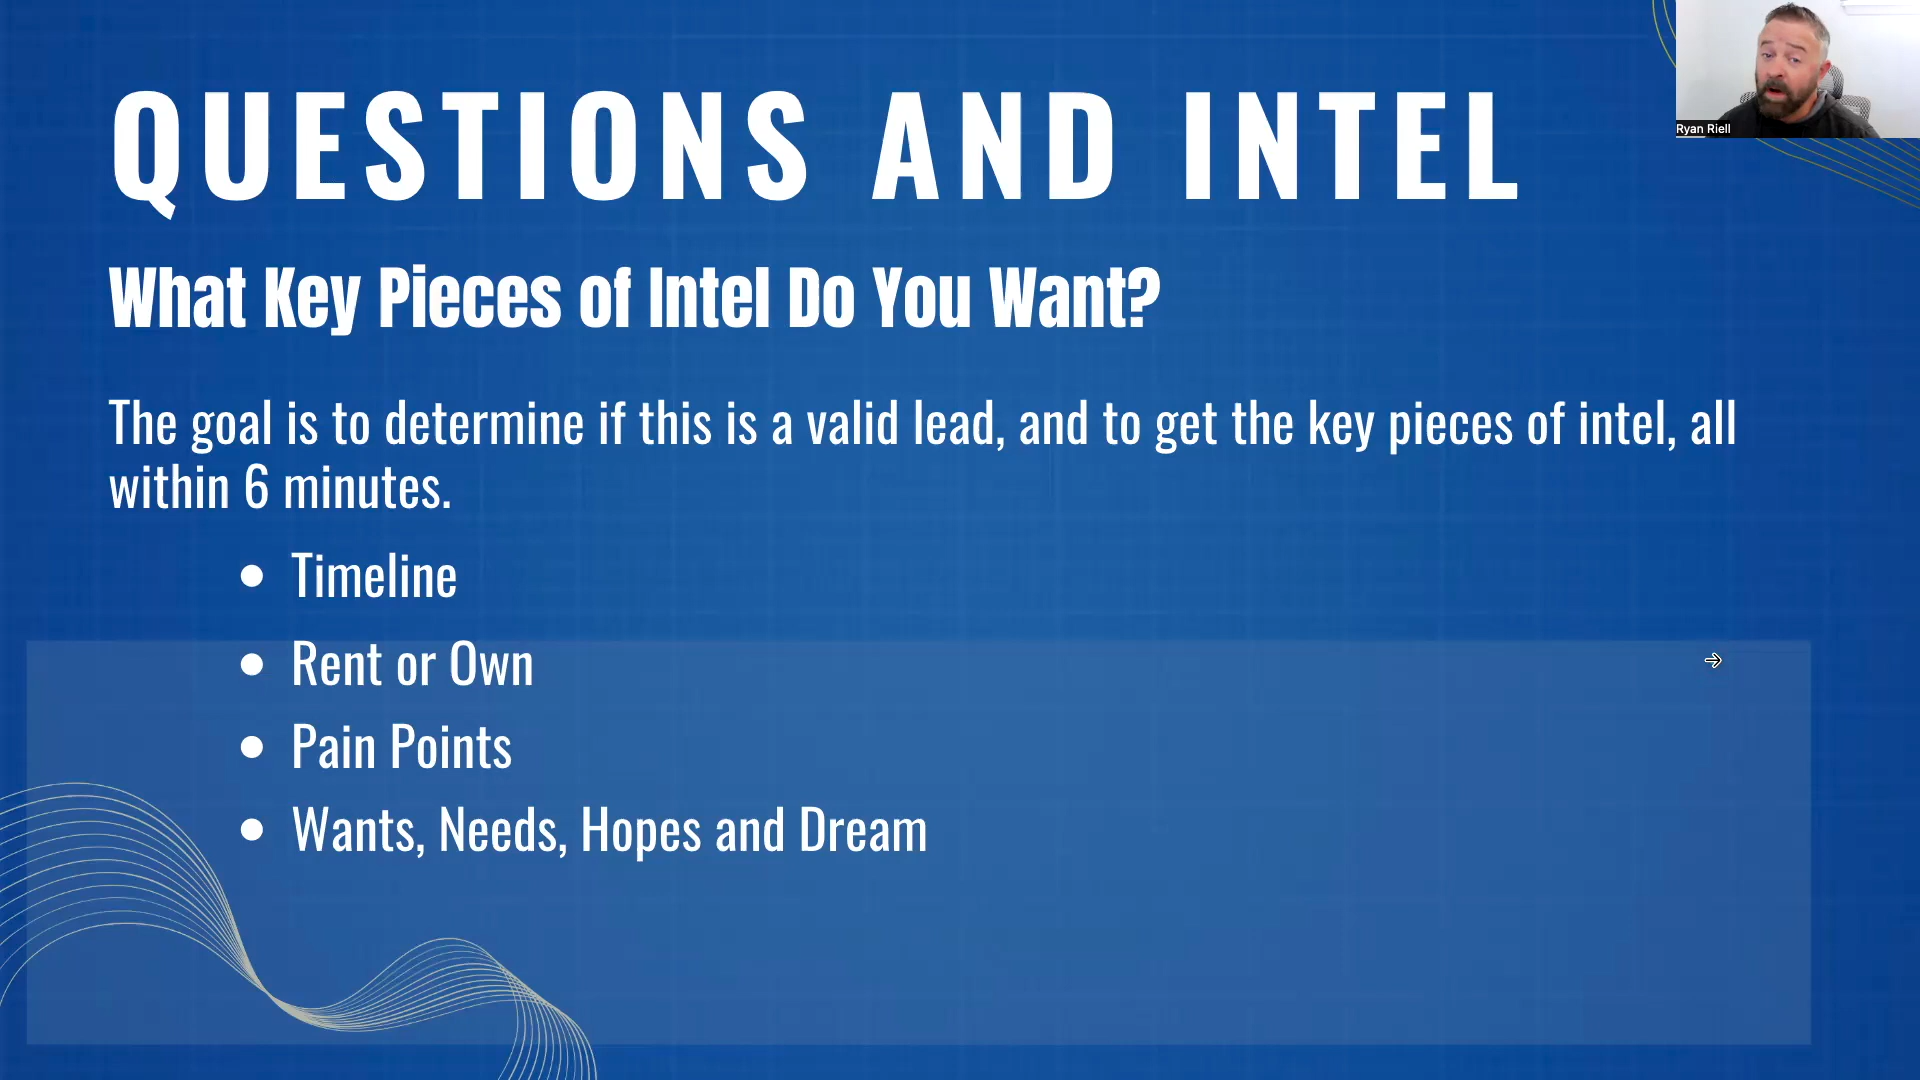 QUESTIONS AND INTEL
Ryan Riell
What Key Pieces of Intel Do You Want?
The goal is to determine if this is a valid lead, and to get the key pieces of intel, all
within 6 minutes.
• Timeline
• Rent or Own
• Pain Points
• Wants, Needs, Hopes and Dream